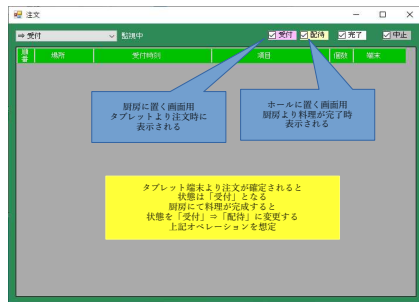 注文
⇒ 受付 監視中 受付 配待 完了 中止
順番 場所 受付時刻 項目 個数 端末
厨房に置く画面用
タブレットより注文時に
表示される
ホールに置く画面用
厨房より料理が完了時
表示される
タブレット端末より注文が確定されると
状態は「受付」となる
厨房にて料理が完成すると
状態を「受付」⇒「配待」に変更する
上記オペレーションを想定